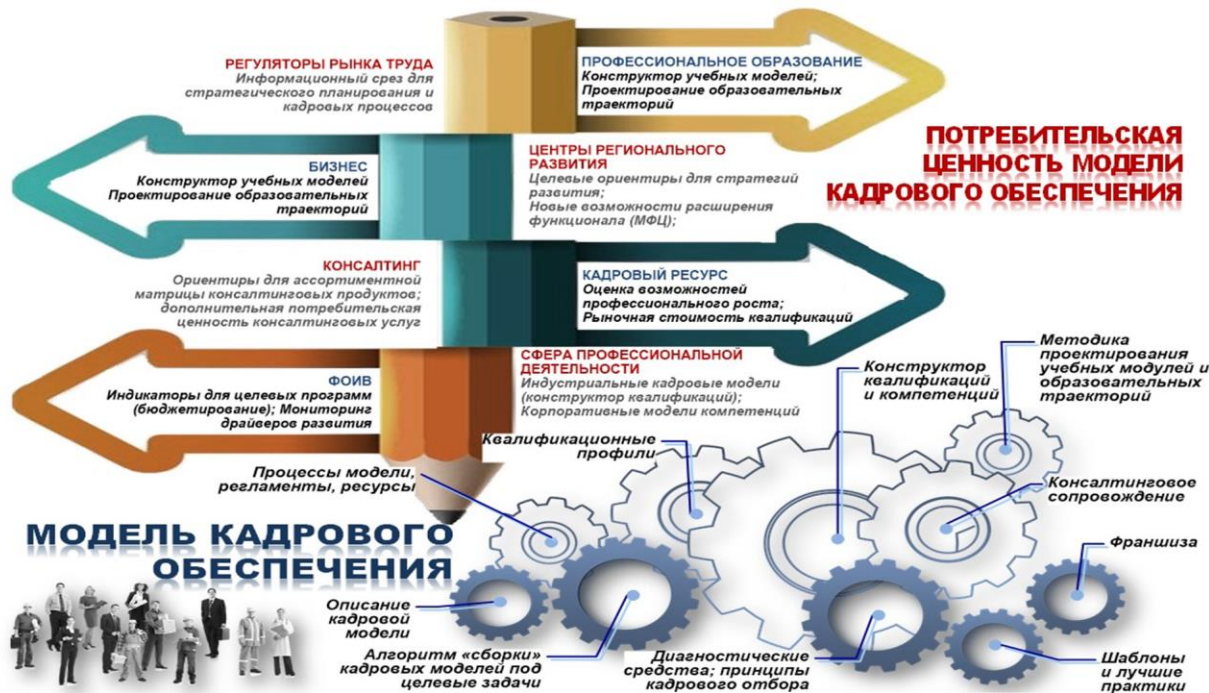 РЕГУЛЯТОРЫ РЫНКА ТРУДА
Информационный срез для
стратегического планирования и
кадровых процессов
ПРОФЕССИОНАЛЬНОЕ ОБРАЗОВАНИЕ
Конструктор учебных моделей;
Проектирование образовательных
траекторий
ПОТРЕБИТЕЛЬСКАЯ
ЦЕННОСТЬ МОДЕЛИ
КАДРОВОГО ОБЕСПЕЧЕНИЯ
БИЗНЕС
Конструктор учебных моделей
Проектирование образовательных
траекторий
ЦЕНТРЫ РЕГИОНАЛЬНОГО
РАЗВИТИЯ
Целевые ориентиры для стратегий
развития;
Новые возможности расширения
функционала (МФЦ);
КОНСАЛТИНГ
Ориентиры для ассортиментной
матрицы консалтинговых продуктов;
дополнительная потребительская
ценность консалтинговых услуг
КАДРОВЫЙ РЕСУРС
Оценка возможностей
профессионального роста;
Рыночная стоимость квалификаций
ФОИВ
Индикаторы для целевых программ
(бюджетирование); Мониторинг
драйверов развития
СФЕРА ПРОФЕССИОНАЛЬНОЙ
ДЕЯТЕЛЬНОСТИ
Индустриальные кадровые модели
(конструктор квалификаций);
Корпоративные модели компетенций
Конструктор
квалификаций
и компетенций
Методика
проектирования
учебных модулей и
образовательных
траекторий
Квалификационные
профили
Процессы модели,
регламенты, ресурсы
Консалтинговое
сопровождение
МОДЕЛЬ КАДРОВОГО
ОБЕСПЕЧЕНИЯ
Франшиза
Описание
кадровой
модели
Алгоритм «сборки»
кадровых моделей под
целевые задачи
Диагностические
средства; принципы
кадрового отбора
Шаблоны
и лучшие
практики